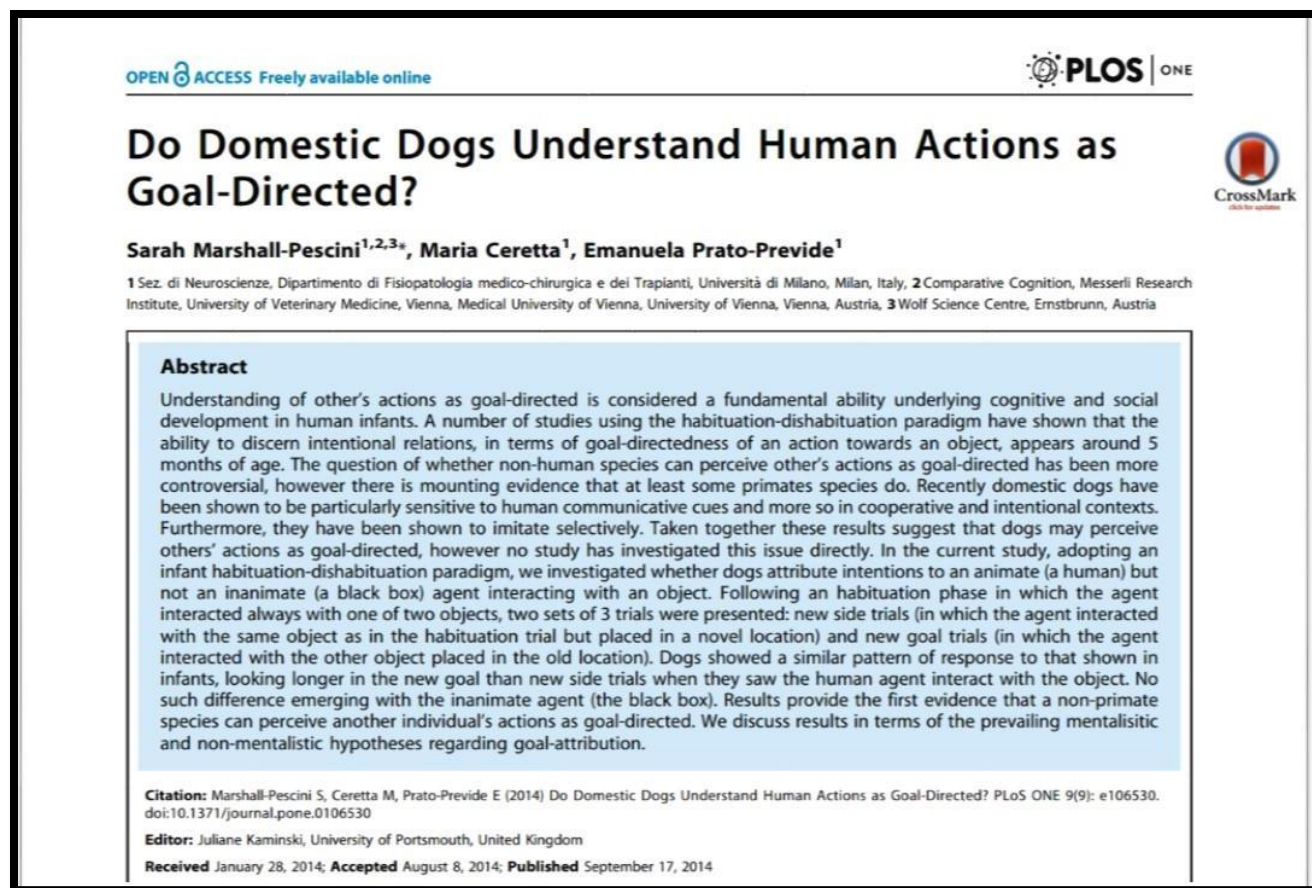 OPEN ACCESS Freely available online
PLOS ONE
Do Domestic Dogs Understand Human Actions as
Goal-Directed?
CrossMark
click for updates
Sarah Marshall-Pescini1,2,3*, Maria Ceretta1, Emanuela Prato-Previde1
1 Sez. di Neuroscienze, Dipartimento di Fisiopatologia medico-chirurgica e dei Trapianti, Università di Milano, Milan, Italy, 2 Comparative Cognition, Messerli Research
Institute, University of Veterinary Medicine, Vienna, Medical University of Vienna, University of Vienna, Vienna, Austria, 3 Wolf Science Centre, Ernstbrunn, Austria
Abstract
Understanding of other's actions as goal-directed is considered a fundamental ability underlying cognitive and social
development in human infants. A number of studies using the habituation-dishabituation paradigm have shown that the
ability to discern intentional relations, in terms of goal-directedness of an action towards an object, appears around 5
months of age. The question of whether non-human species can perceive other's actions as goal-directed has been more
controversial, however there is mounting evidence that at least some primates species do. Recently domestic dogs have
been shown to be particularly sensitive to human communicative cues and more so in cooperative and intentional contexts.
Furthermore, they have been shown to imitate selectively. Taken together these results suggest that dogs may perceive
others' actions as goal-directed, however no study has investigated this issue directly. In the current study, adopting an
infant habituation-dishabituation paradigm, we investigated whether dogs attribute intentions to an animate (a human) but
not an inanimate (a black box) agent interacting with an object. Following an habituation phase in which the agent
interacted always with one of two objects, two sets of 3 trials were presented: new side trials (in which the agent interacted
with the same object as in the habituation trial but placed in a novel location) and new goal trials (in which the agent
interacted with the other object placed in the old location). Dogs showed a similar pattern of response to that shown in
infants, looking longer in the new goal than new side trials when they saw the human agent interact with the object. No
such difference emerging with the inanimate agent (the black box). Results provide the first evidence that a non-primate
species can perceive another individual's actions as goal-directed. We discuss results in terms of the prevailing mentalisitic
and non-mentalistic hypotheses regarding goal-attribution.
Citation: Marshall-Pescini S, Ceretta M, Prato-Previde E (2014) Do Domestic Dogs Understand Human Actions as Goal-Directed? PLoS ONE 9(9): e106530.
doi:10.1371/journal.pone.0106530
Editor: Juliane Kaminski, University of Portsmouth, United Kingdom
Received January 28, 2014; Accepted August 8, 2014; Published September 17, 2014